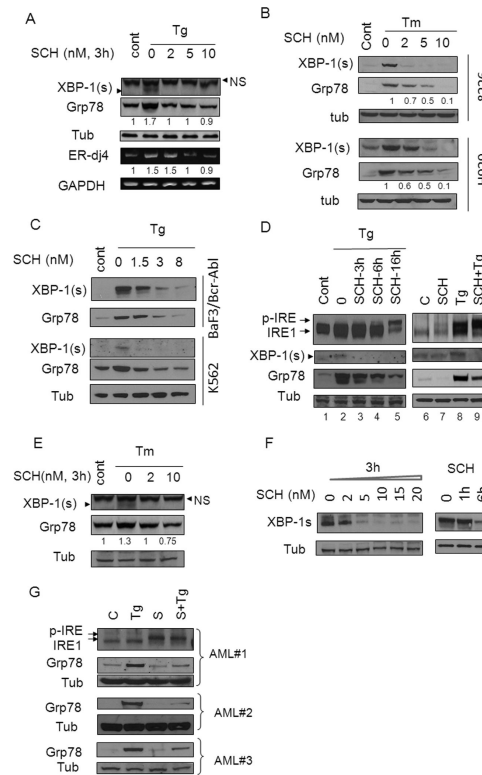 A
Tg
SCH (nM, 3h) cont 0 2 5 10
NS
XBP-1(s)
Grp78
1 1.7 1 1 0.9
Tub
ER-dj4
1 1.5 1.5 1 0.9
GAPDH
B
Tm
SCH (nM) Cont 0 2 5 10
XBP-1(s)
Grp78
1 0.7 0.5 0.1
tub
8226
XBP-1(s)
Grp78
1 0.6 0.5 0.1
tub
C
Tg
SCH (nM) cont 0 1.5 3 8
XBP-1(s)
Grp78
BaF3/Bcr-Abl
XBP-1(s)
Grp78
Tub
K562
D
Tg
Cont 0 SCH-3h SCH-6h SCH-16h C SCH Tg SCH+Tg
p-IRE
IRE1
XBP-1(s)
Grp78
Tub
1 2 3 4 5 6 7 8 9
E
Tm
SCH(nM, 3h) cont 0 2 10
NS
XBP-1(s)
Grp78
1 1.3 1 0.75
Tub
F
3h SCH
SCH (nM) 0 2 5 10 15 20 0 1h 6h
XBP-1s
Tub
G
C Tg S S+Tg
p-IRE
IRE1
Grp78
Tub
AML#1
Grp78
Tub
AML#2
Grp78
Tub
AML#3